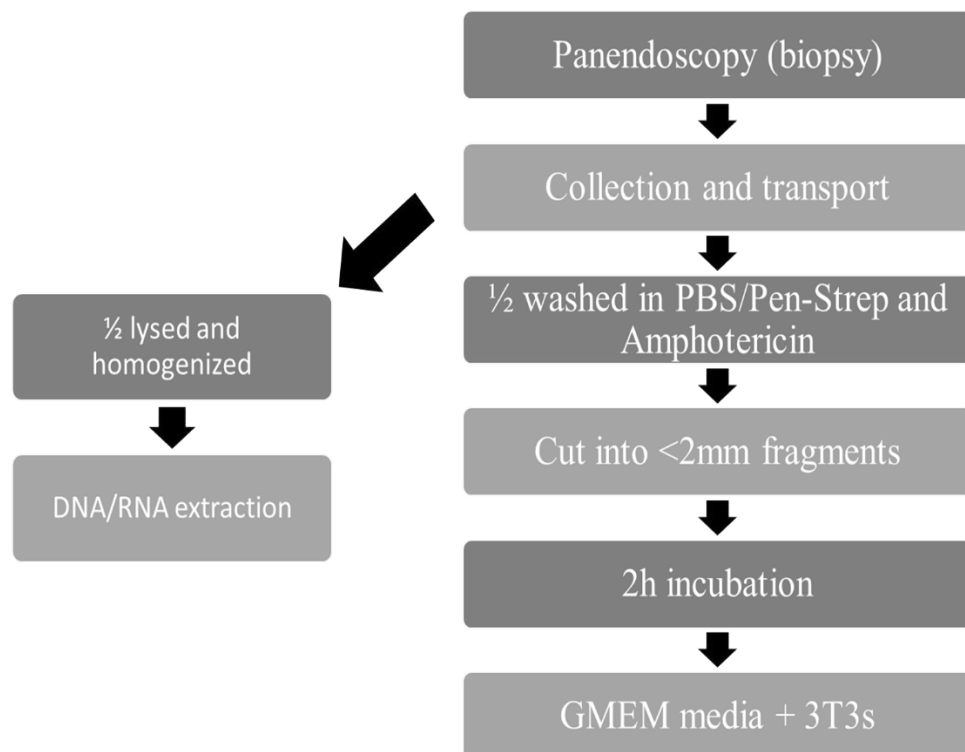 Panendoscopy (biopsy)
Collection and transport
½ washed in PBS/Pen-Strep and
Amphotericin
Cut into <2mm fragments
2h incubation
GMEM media + 3T3s
½ lysed and
homogenized
DNA/RNA extraction